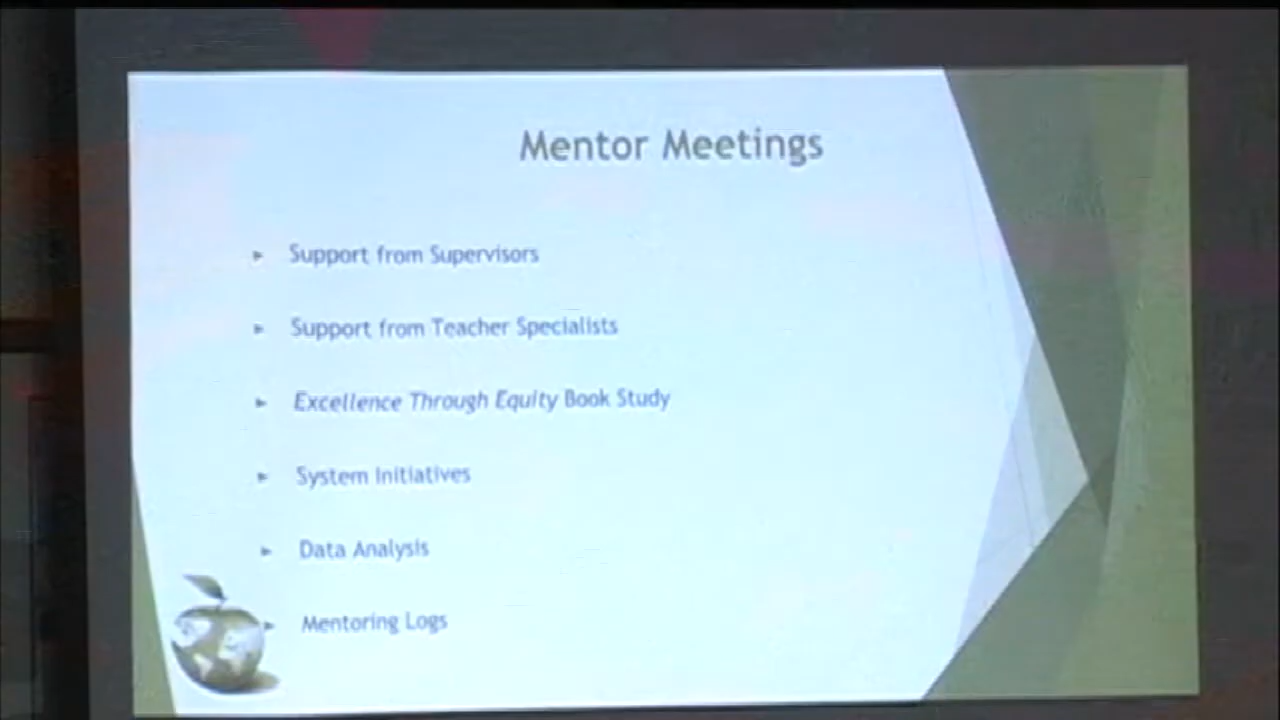 Mentor Meetings
Support from Supervisors
Support from Teacher Specialists
Excellence Through Equity Book Study
System Initiatives
Data Analysis
Mentoring Logs